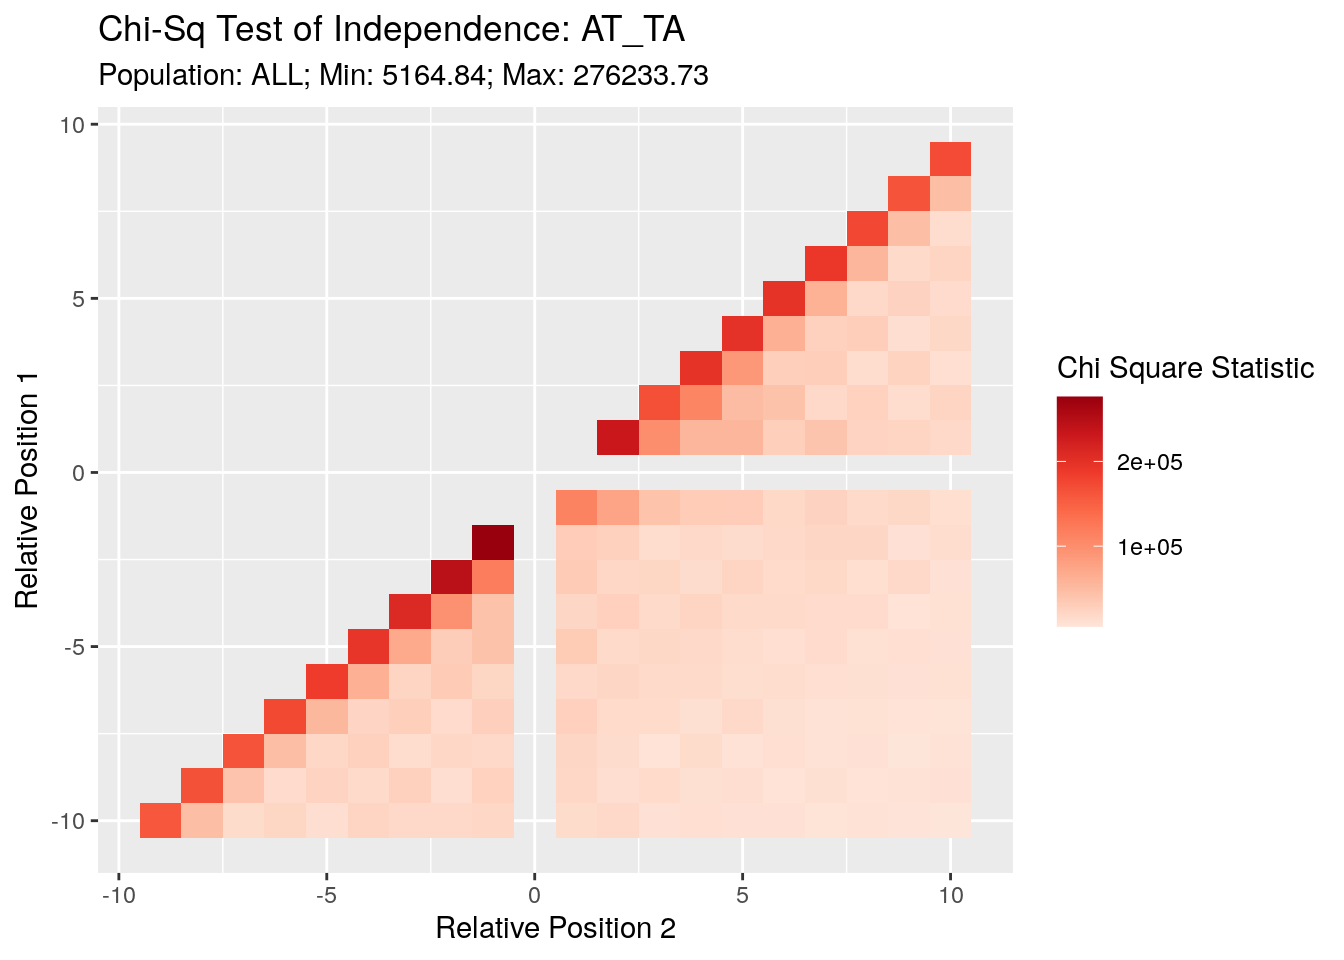 Chi-Sq Test of Independence: AT_TA
Population: ALL; Min: 5164.84; Max: 276233.73
10
5
0
-5
-10
Relative Position 1
-10
-5
0
5
10
Relative Position 2
Chi Square Statistic
2e+05
1e+05